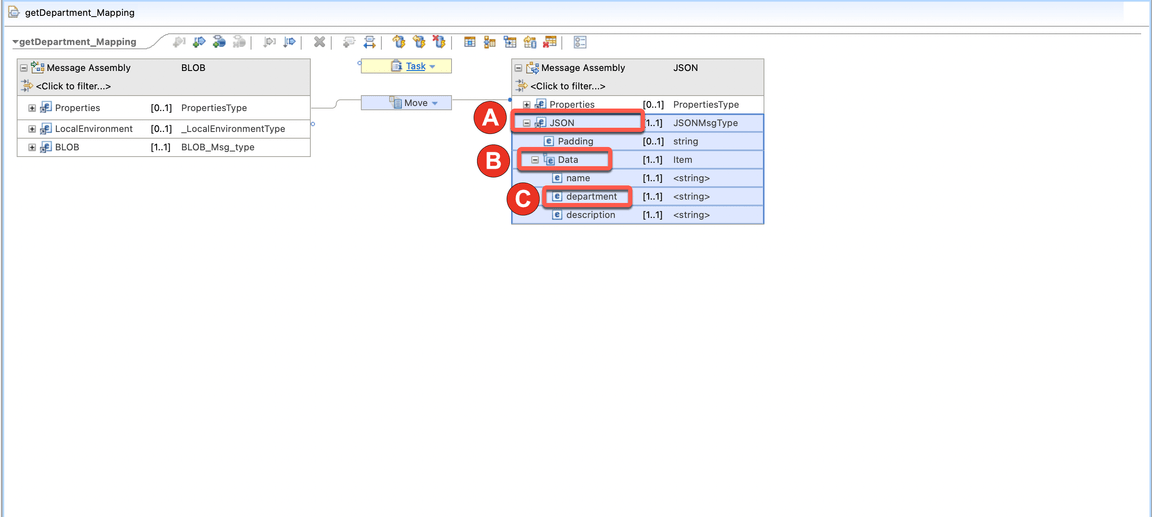 getDepartment_Mapping
getDepartment_Mapping
Message Assembly BLOB
<Click to filter...>
Properties [0..1] PropertiesType
LocalEnvironment [0..1] _LocalEnvironmentType
BLOB [1..1] BLOB_Msg_type
Task
Move
Message Assembly JSON
<Click to filter...>
Properties [0..1] PropertiesType
A JSON [1..1] JSONMsgType
Padding [0..1] string
B Data [1..1] Item
name [1..1] <string>
C department [1..1] <string>
description [1..1] <string>